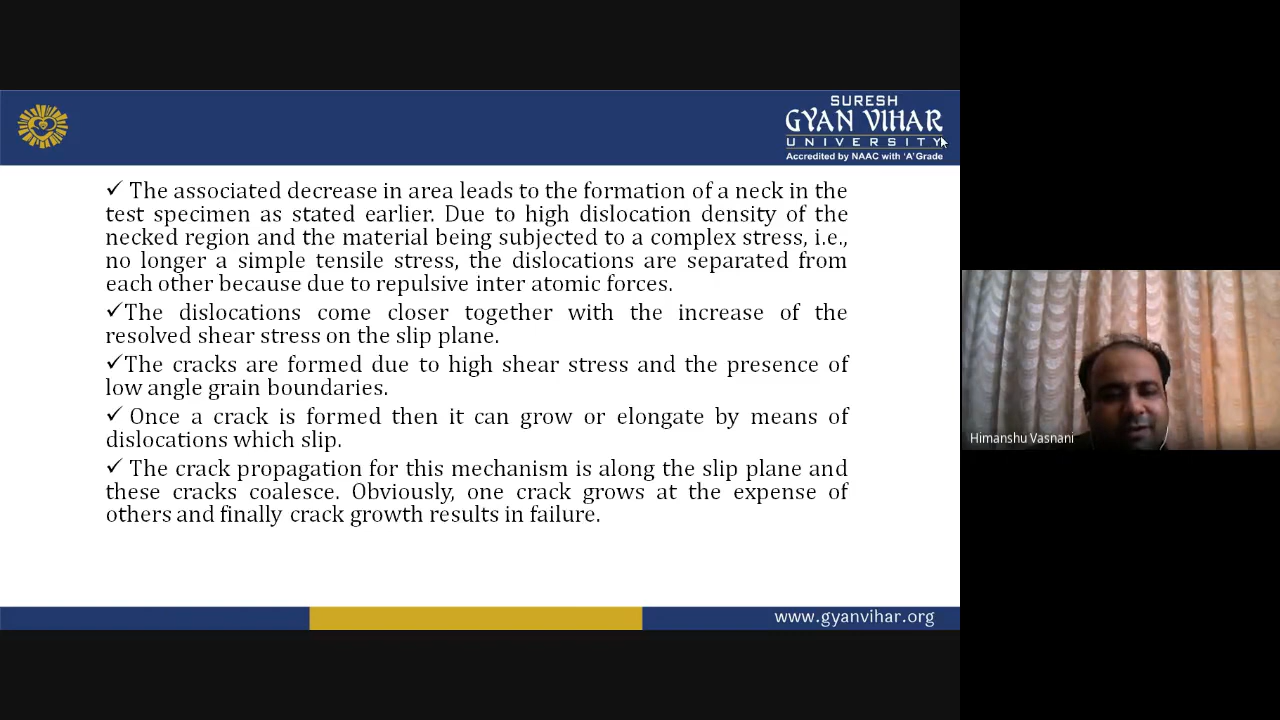 SURESH
GYAN VIHAR
UNIVERSITY
Accredited by NAAC with 'A' Grade
✓ The associated decrease in area leads to the formation of a neck in the
test specimen as stated earlier. Due to high dislocation density of the
necked region and the material being subjected to a complex stress, i.e.,
no longer a simple tensile stress, the dislocations are separated from
each other because due to repulsive inter atomic forces.
✓The dislocations come closer together with the increase of the
resolved shear stress on the slip plane.
✓The cracks are formed due to high shear stress and the presence of
low angle grain boundaries.
✓ Once a crack is formed then it can grow or elongate by means of
dislocations which slip.
✓ The crack propagation for this mechanism is along the slip plane and
these cracks coalesce. Obviously, one crack grows at the expense of
others and finally crack growth results in failure.
Himanshu Vasnani
www.gyanvihar.org